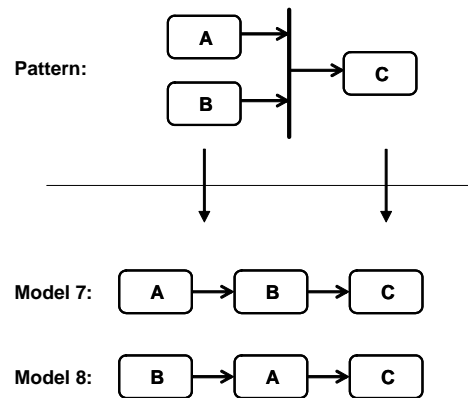 A
Pattern:
C
B
Model 7: A B C
Model 8: B A C